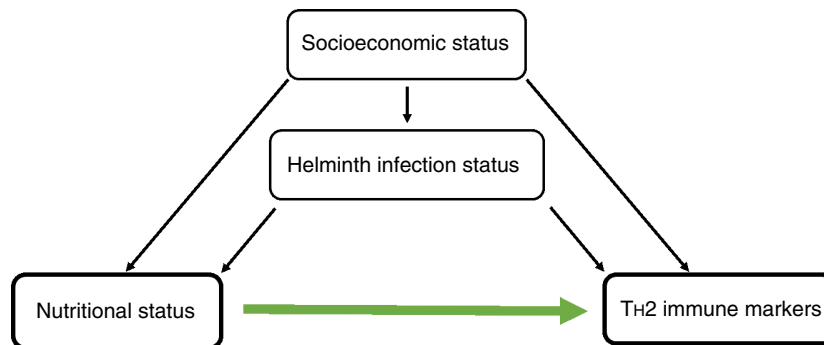 Socioeconomic status
Helminth infection status
Nutritional status
TH2 immune markers